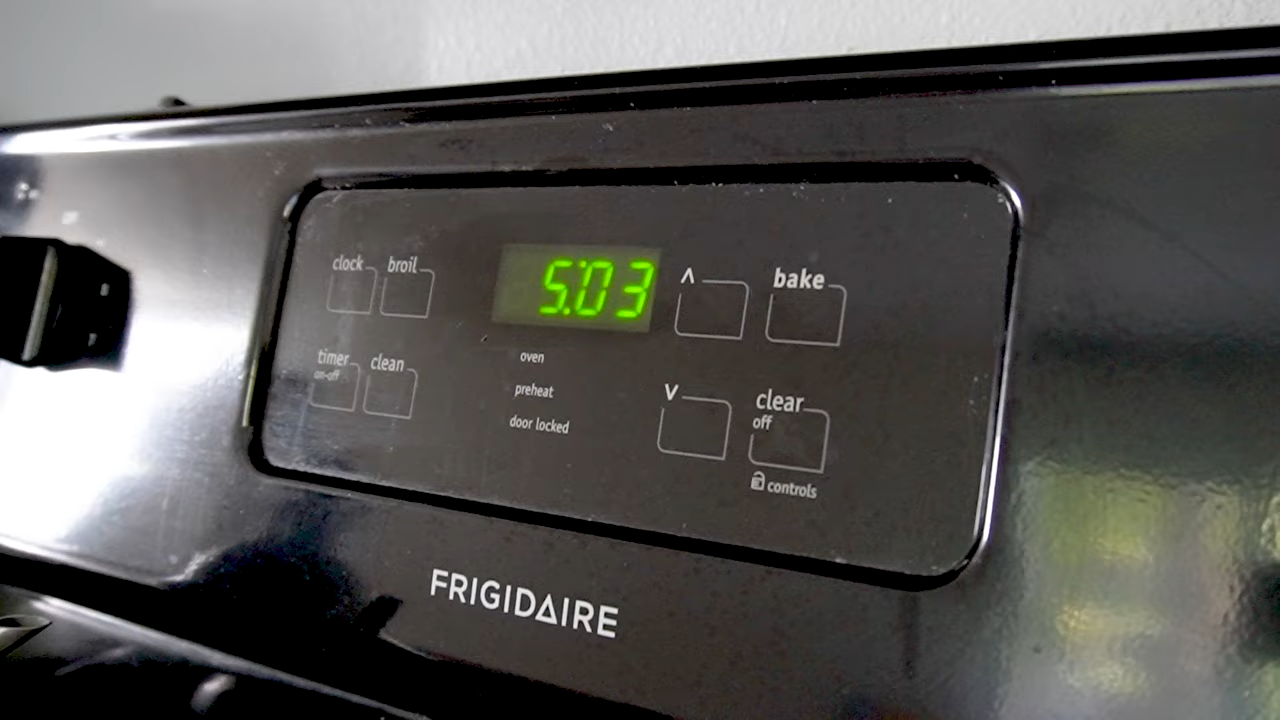 clock broil
5:03
^ bake
timer clean
on-off
oven
preheat
door locked
v clear
off
controls
FRIGIDAIRE